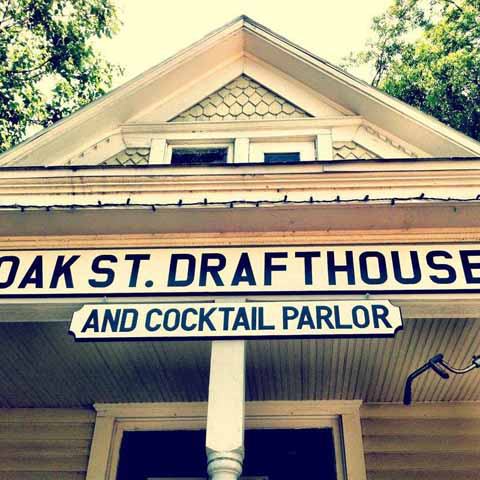 OAK ST. DRAFTHOUSE
AND COCKTAIL PARLOR